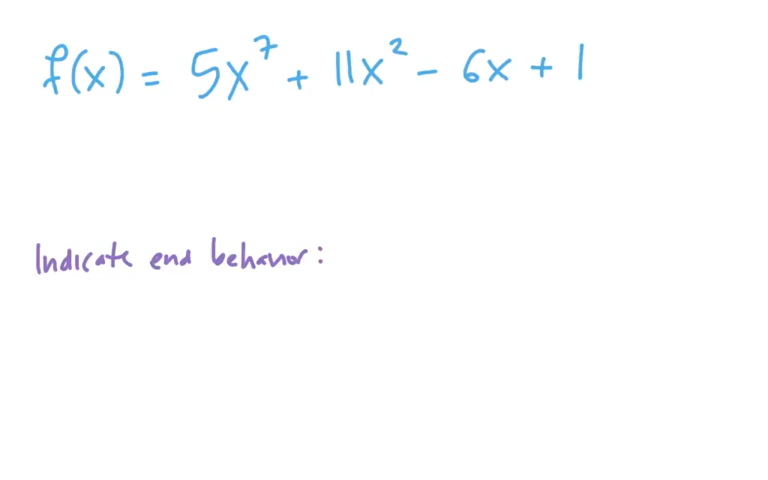 f(x) = 5x⁷ + 11x² - 6x + 1
Indicate end behavior: